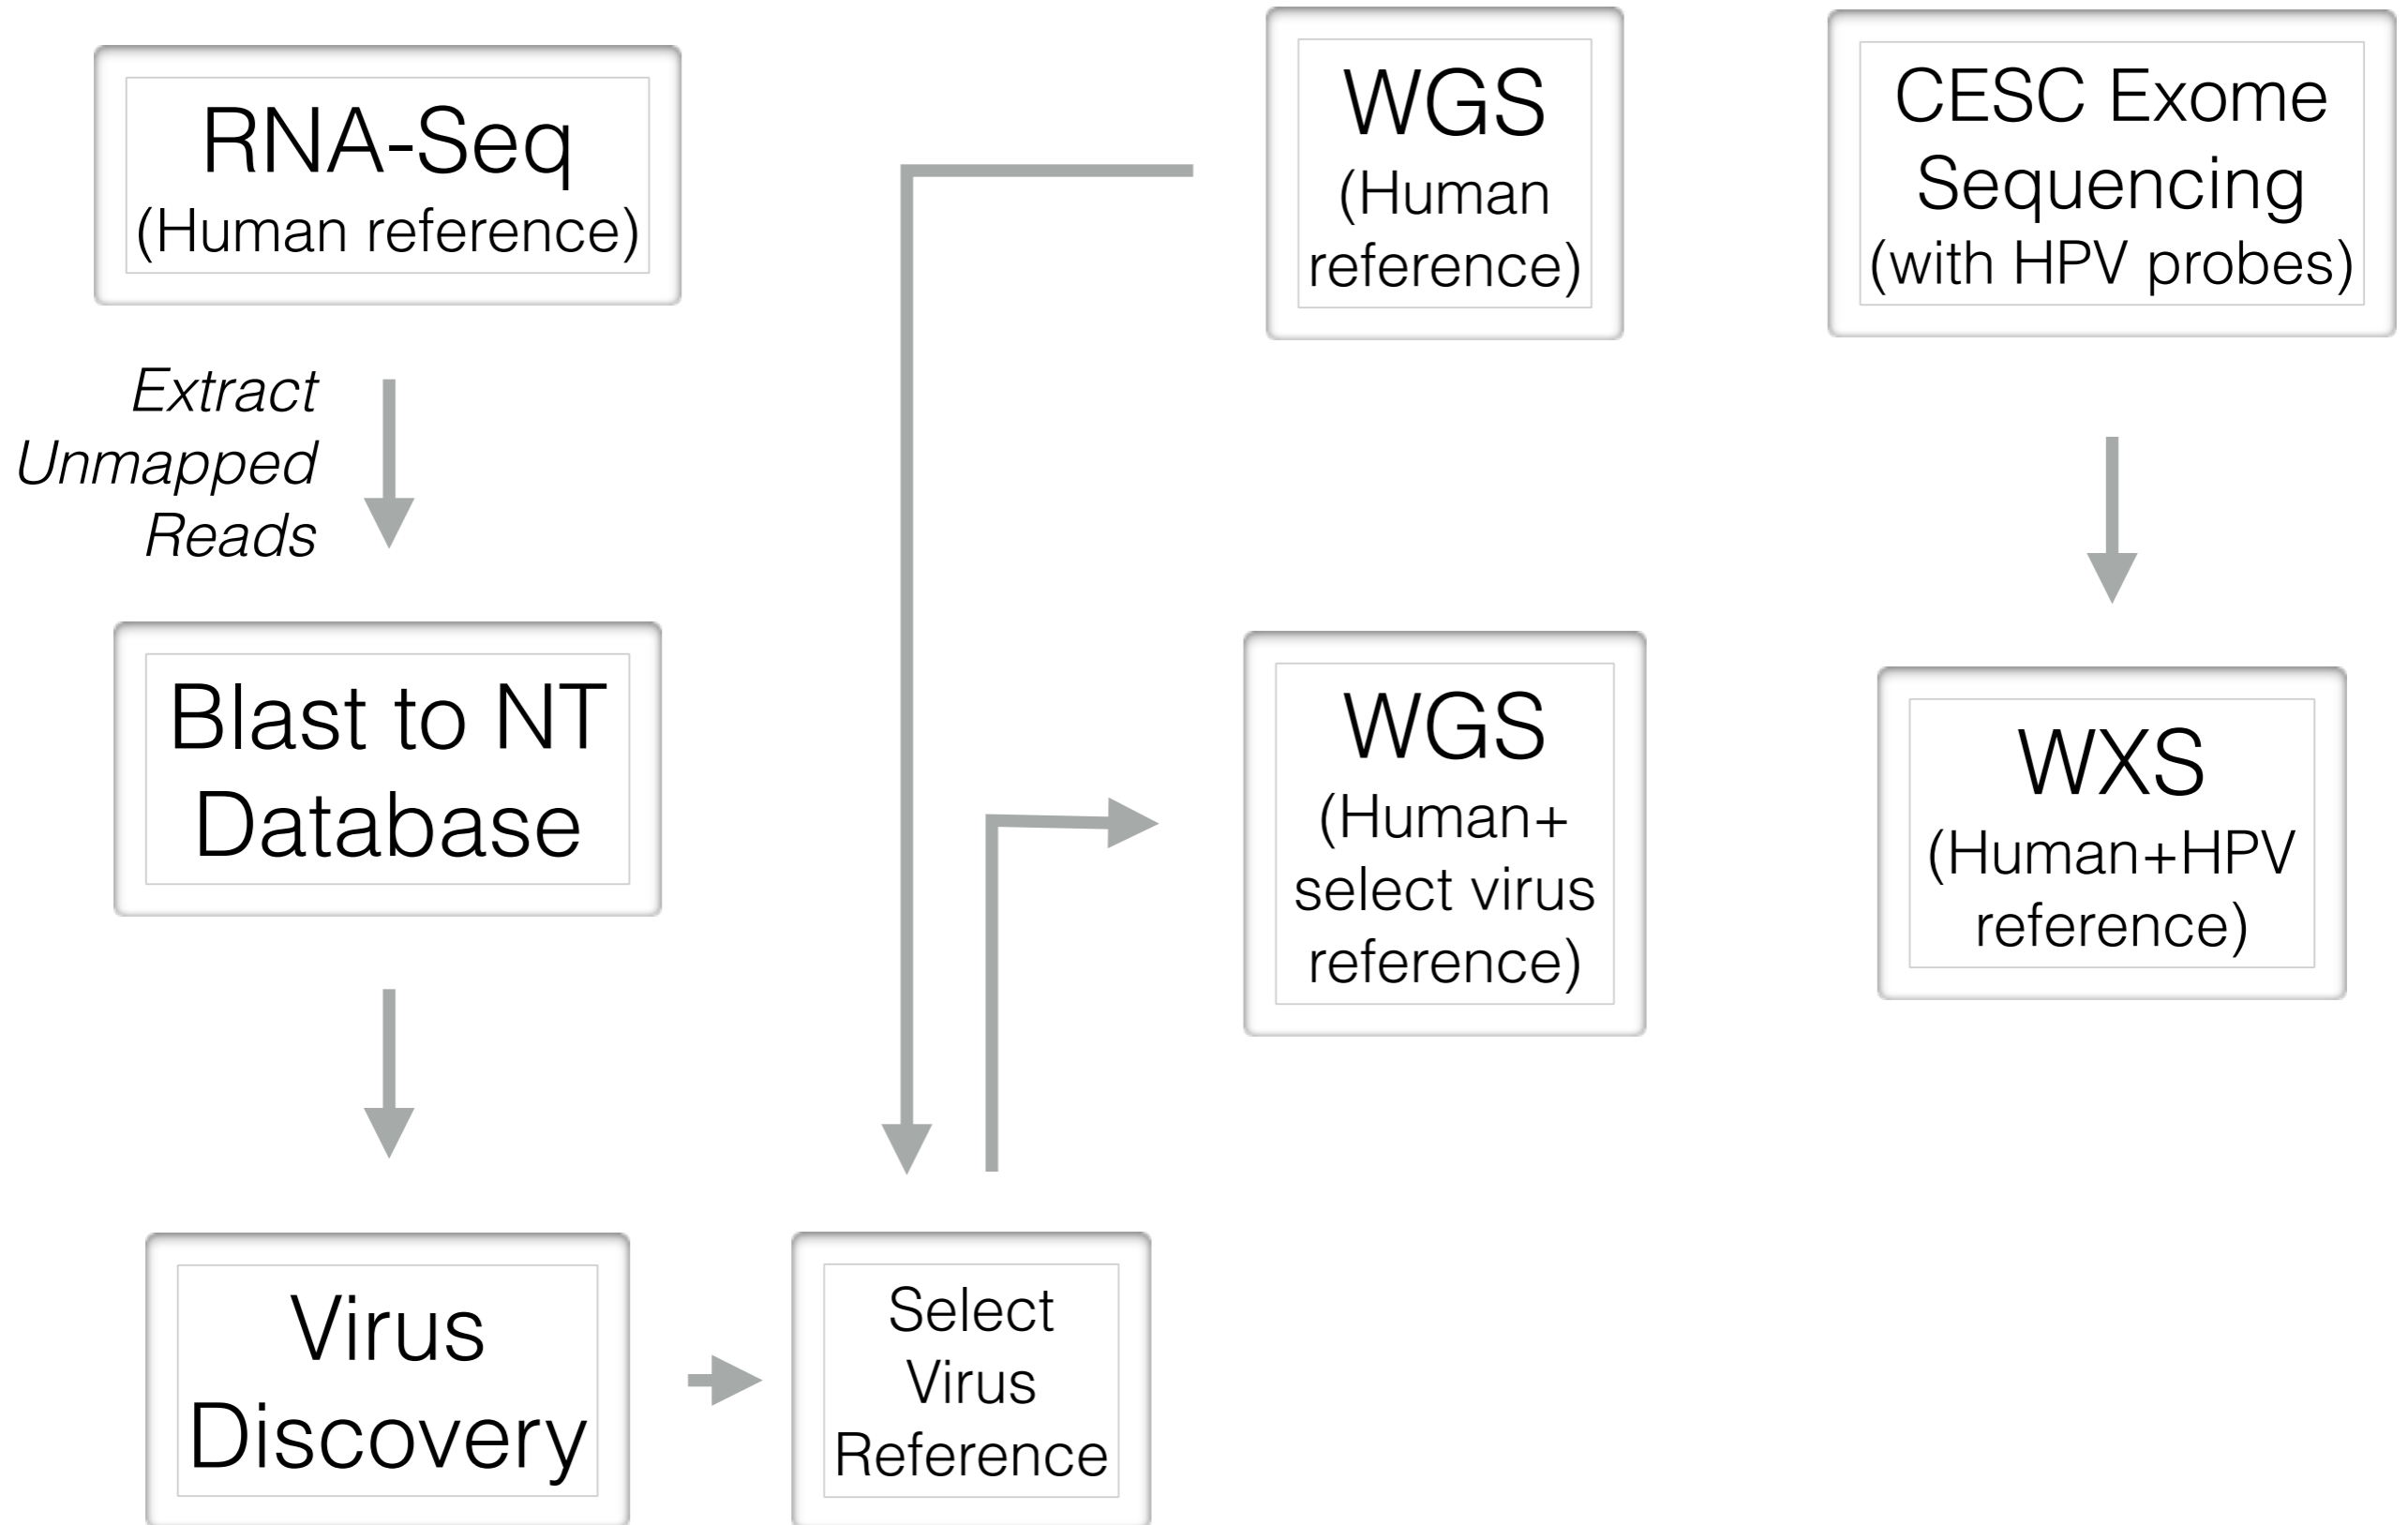 RNA-Seq
(Human reference)
Extract
Unmapped
Reads
Blast to NT
Database
Virus
Discovery
Select
Virus
Reference
WGS
(Human
reference)
WGS
(Human+
select virus
reference)
CESC Exome
Sequencing
(with HPV probes)
WXS
(Human+HPV
reference)